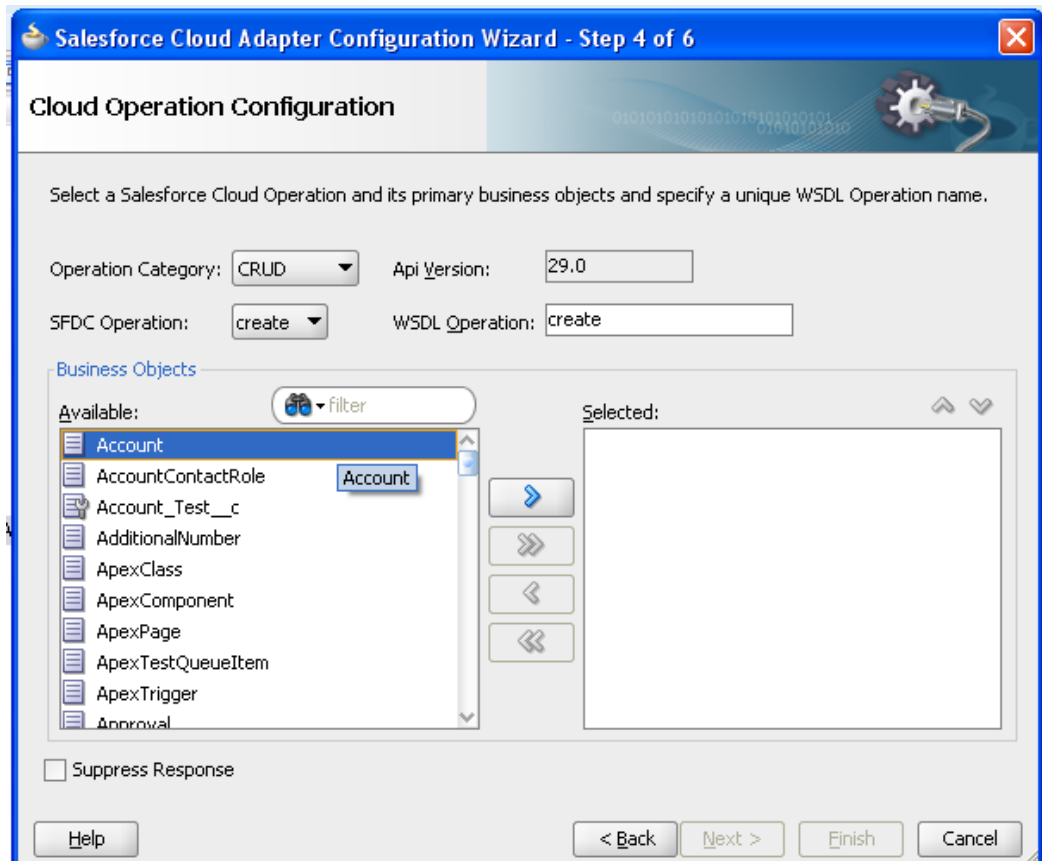 Salesforce Cloud Adapter Configuration Wizard - Step 4 of 6
Cloud Operation Configuration
Select a Salesforce Cloud Operation and its primary business objects and specify a unique WSDL Operation name.
Operation Category: CRUD Api Version: 29.0
SFDC Operation: create WSDL Operation: create
Business Objects
Available: filter Selected:
Account
AccountContactRole Account
Account_Test__c
AdditionalNumber
ApexClass
ApexComponent
ApexPage
ApexTestQueueItem
ApexTrigger
Approval
Suppress Response
Help < Back Next > Finish Cancel